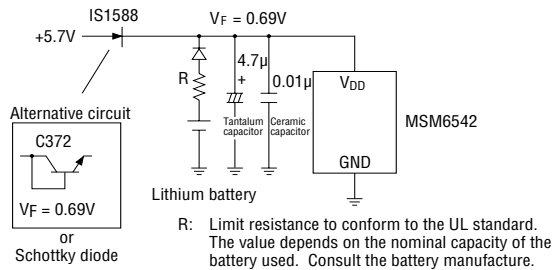 IS1588
VF = 0.69V
+5.7V
4.7μ
+
R
0.01μ
VDD
Tantalum capacitor
Ceramic capacitor
MSM6542
GND
Alternative circuit
C372
VF = 0.69V
or
Schottky diode
Lithium battery
R: Limit resistance to conform to the UL standard.
The value depends on the nominal capacity of the
battery used. Consult the battery manufacture.